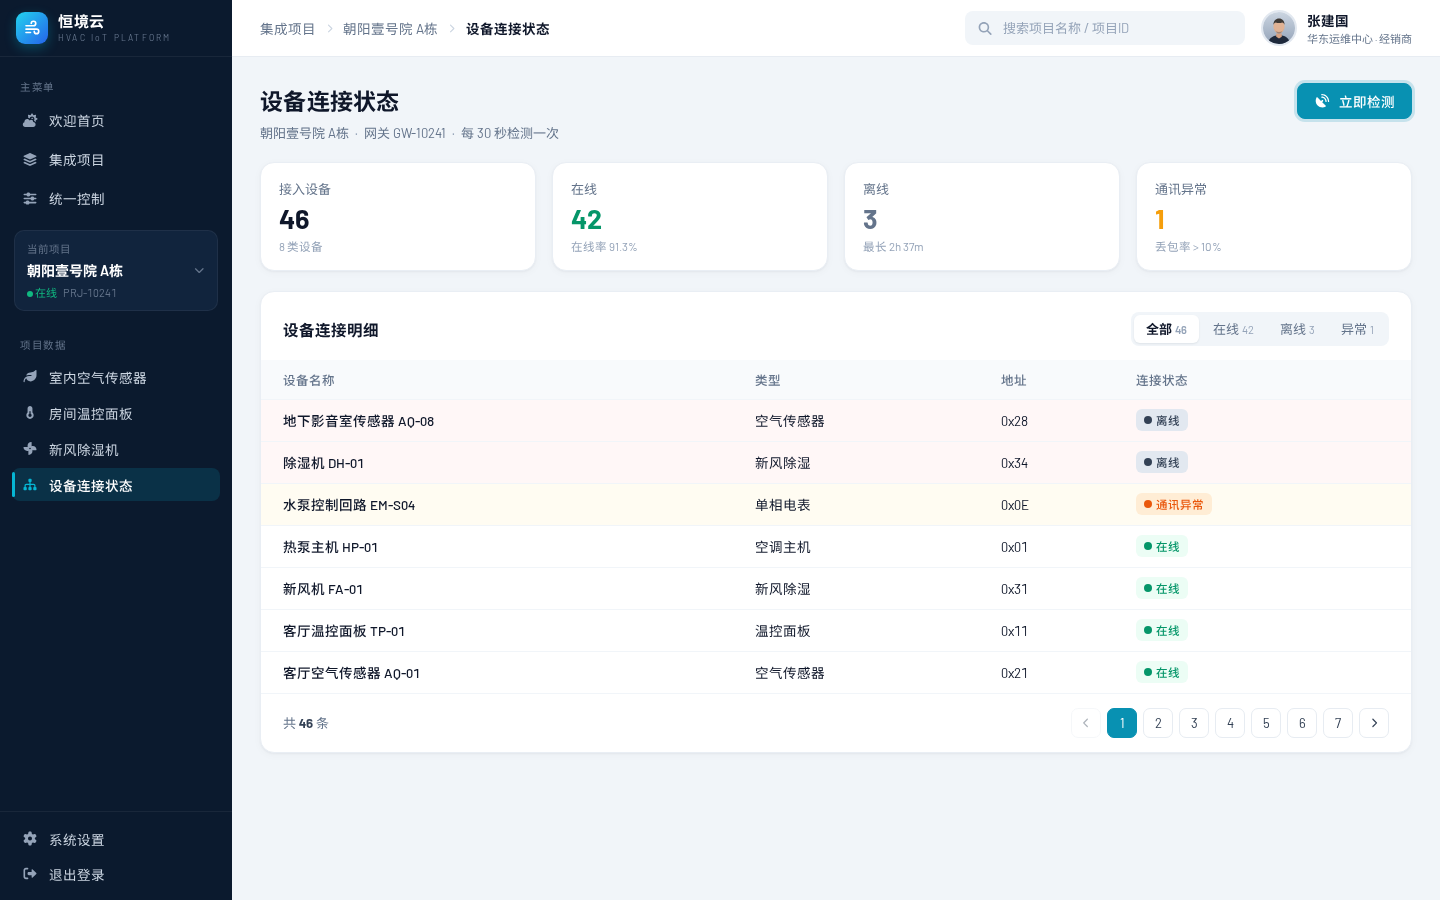 恒境云
HVAC IoT PLATFORM
主菜单
欢迎首页
集成项目
统一控制
当前项目
朝阳壹号院 A栋
在线 PRJ-10241
项目数据
室内空气传感器
房间温控面板
新风除湿机
设备连接状态
系统设置
退出登录
集成项目 朝阳壹号院 A栋 设备连接状态
搜索项目名称 / 项目ID
张建国
华东运维中心 · 经销商
设备连接状态
朝阳壹号院 A栋 · 网关 GW-10241 · 每 30 秒检测一次
立即检测
接入设备
46
8 类设备
在线
42
在线率 91.3%
离线
3
最长 2h 37m
通讯异常
1
丢包率 > 10%
设备连接明细
全部 46 在线 42 离线 3 异常 1
设备名称 类型 地址 连接状态
地下影音室传感器 AQ-08 空气传感器 0x28 离线
除湿机 DH-01 新风除湿 0x34 离线
水泵控制回路 EM-S04 单相电表 0x0E 通讯异常
热泵主机 HP-01 空调主机 0x01 在线
新风机 FA-01 新风除湿 0x31 在线
客厅温控面板 TP-01 温控面板 0x11 在线
客厅空气传感器 AQ-01 空气传感器 0x21 在线
共 46 条
1 2 3 4 5 6 7